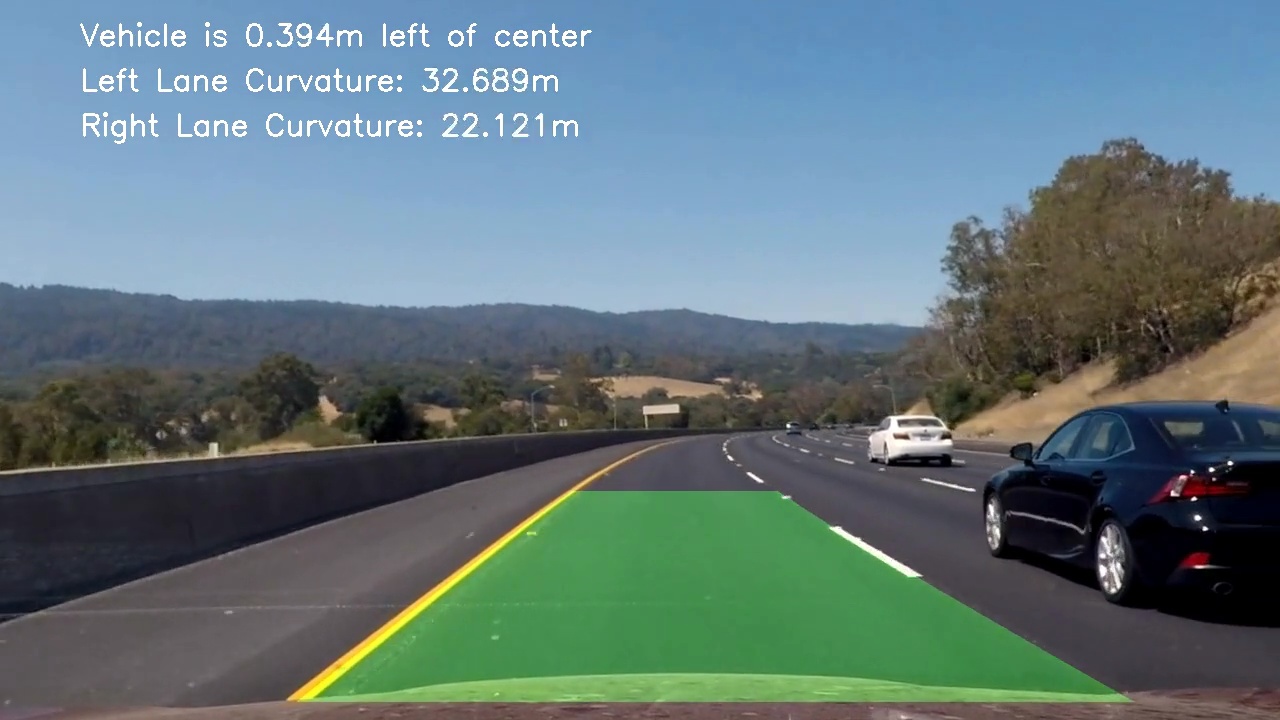 Vehicle is 0.394m left of center
Left Lane Curvature: 32.689m
Right Lane Curvature: 22.121m